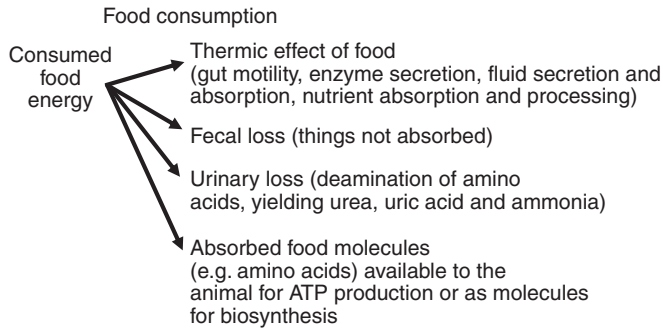 Food consumption
Consumed
food
energy
Thermic effect of food
(gut motility, enzyme secretion, fluid secretion and
absorption, nutrient absorption and processing)
Fecal loss (things not absorbed)
Urinary loss (deamination of amino
acids, yielding urea, uric acid and ammonia)
Absorbed food molecules
(e.g. amino acids) available to the
animal for ATP production or as molecules
for biosynthesis